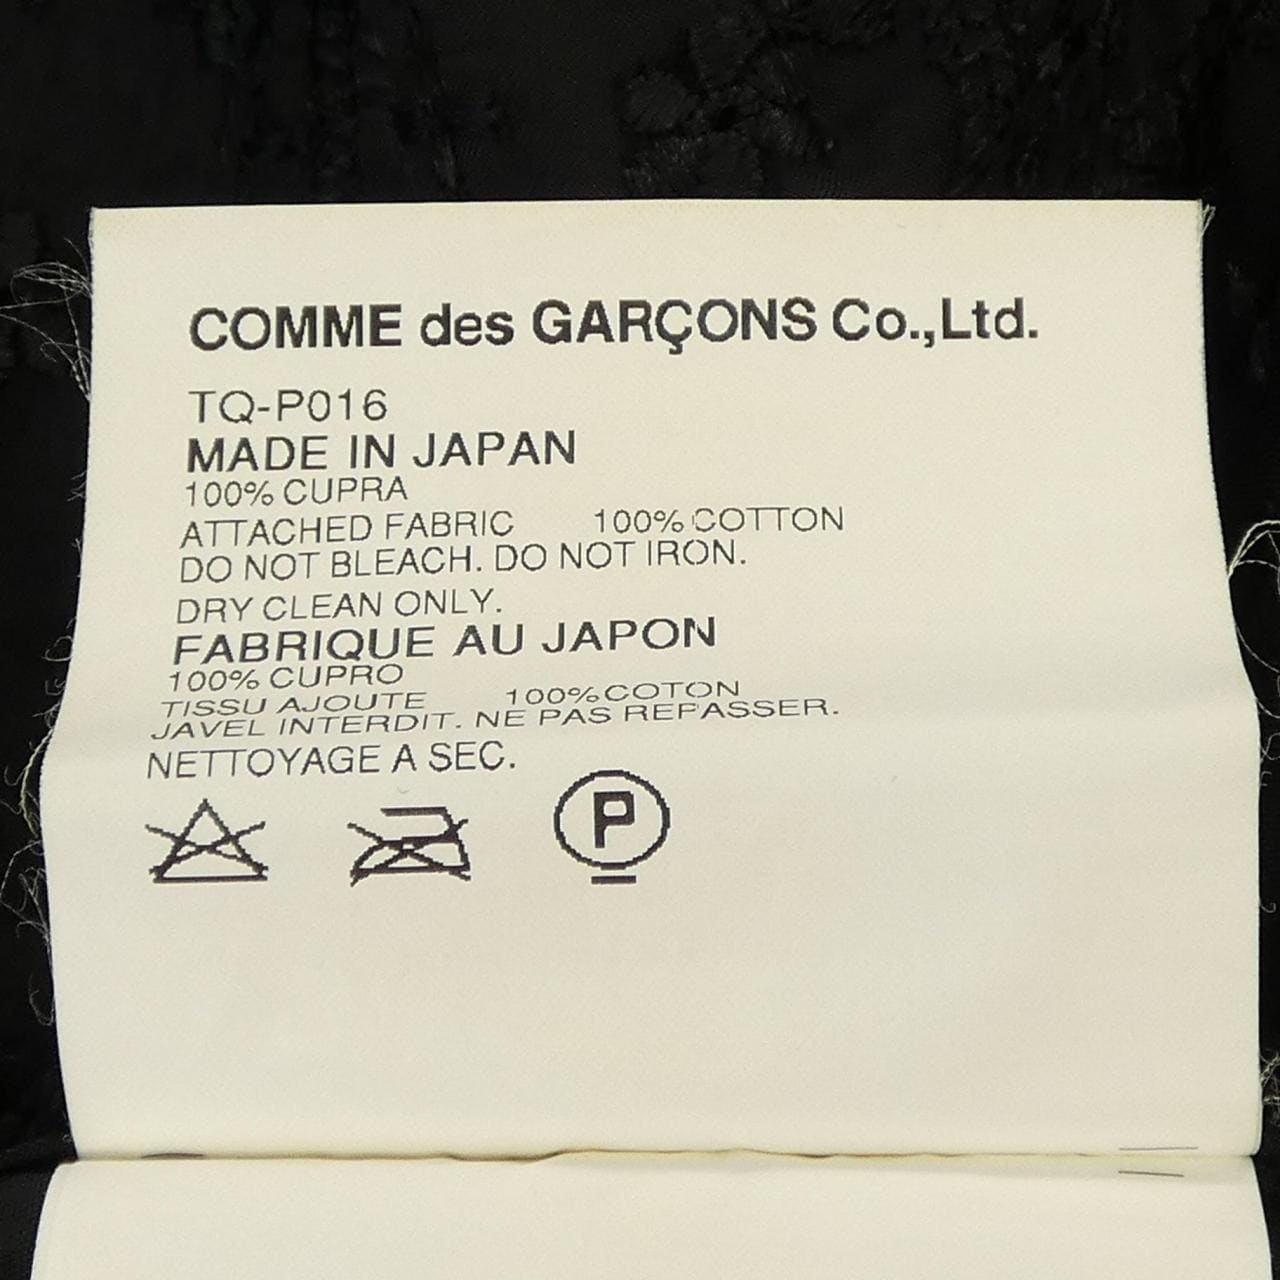 COMME des GARÇONS Co.,Ltd.
TQ-P016
MADE IN JAPAN
100% CUPRA
ATTACHED FABRIC 100% COTTON
DO NOT BLEACH. DO NOT IRON.
DRY CLEAN ONLY.
FABRIQUE AU JAPON
100% CUPRO
TISSU AJOUTE 100% COTON
JAVEL INTERDIT. NE PAS REPASSER.
NETTOYAGE A SEC.
P